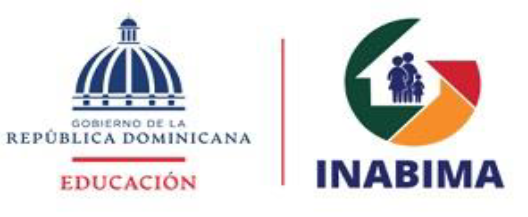 GOBIERNO DE LA
REPÚBLICA DOMINICANA
EDUCACIÓN
INABIMA